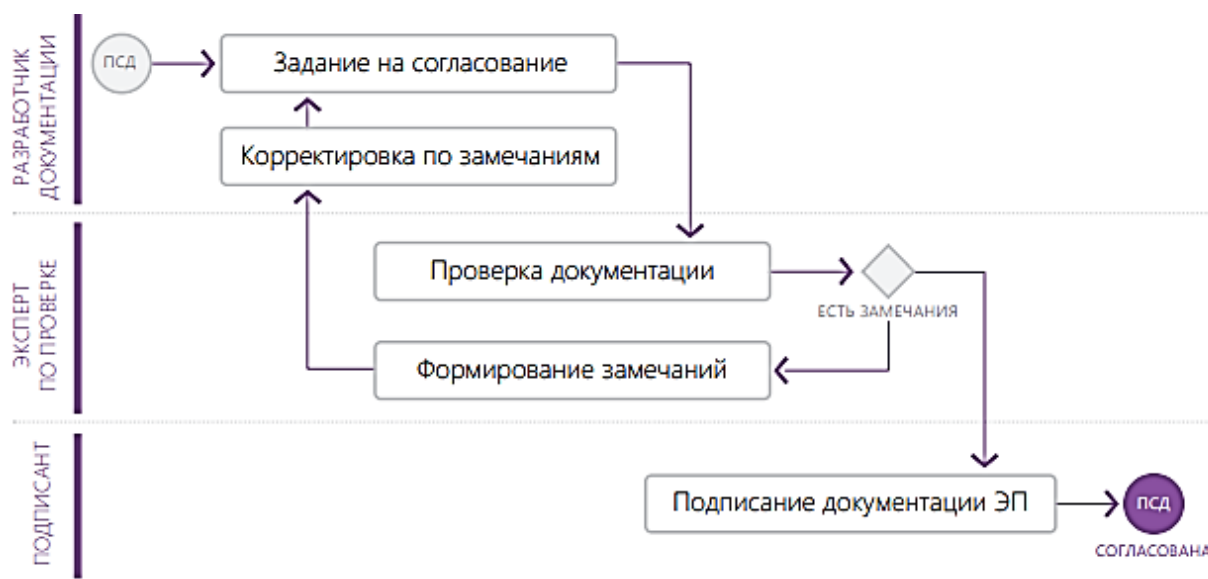 РАЗРАБОТЧИК
ДОКУМЕНТАЦИИ
ПСД
Задание на согласование
Корректировка по замечаниям
ЭКСПЕРТ
ПО ПРОВЕРКЕ
Проверка документации
ЕСТЬ ЗАМЕЧАНИЯ
Формирование замечаний
ПОДПИСАНТ
Подписание документации ЭП
ПСД
СОГЛАСОВАНА